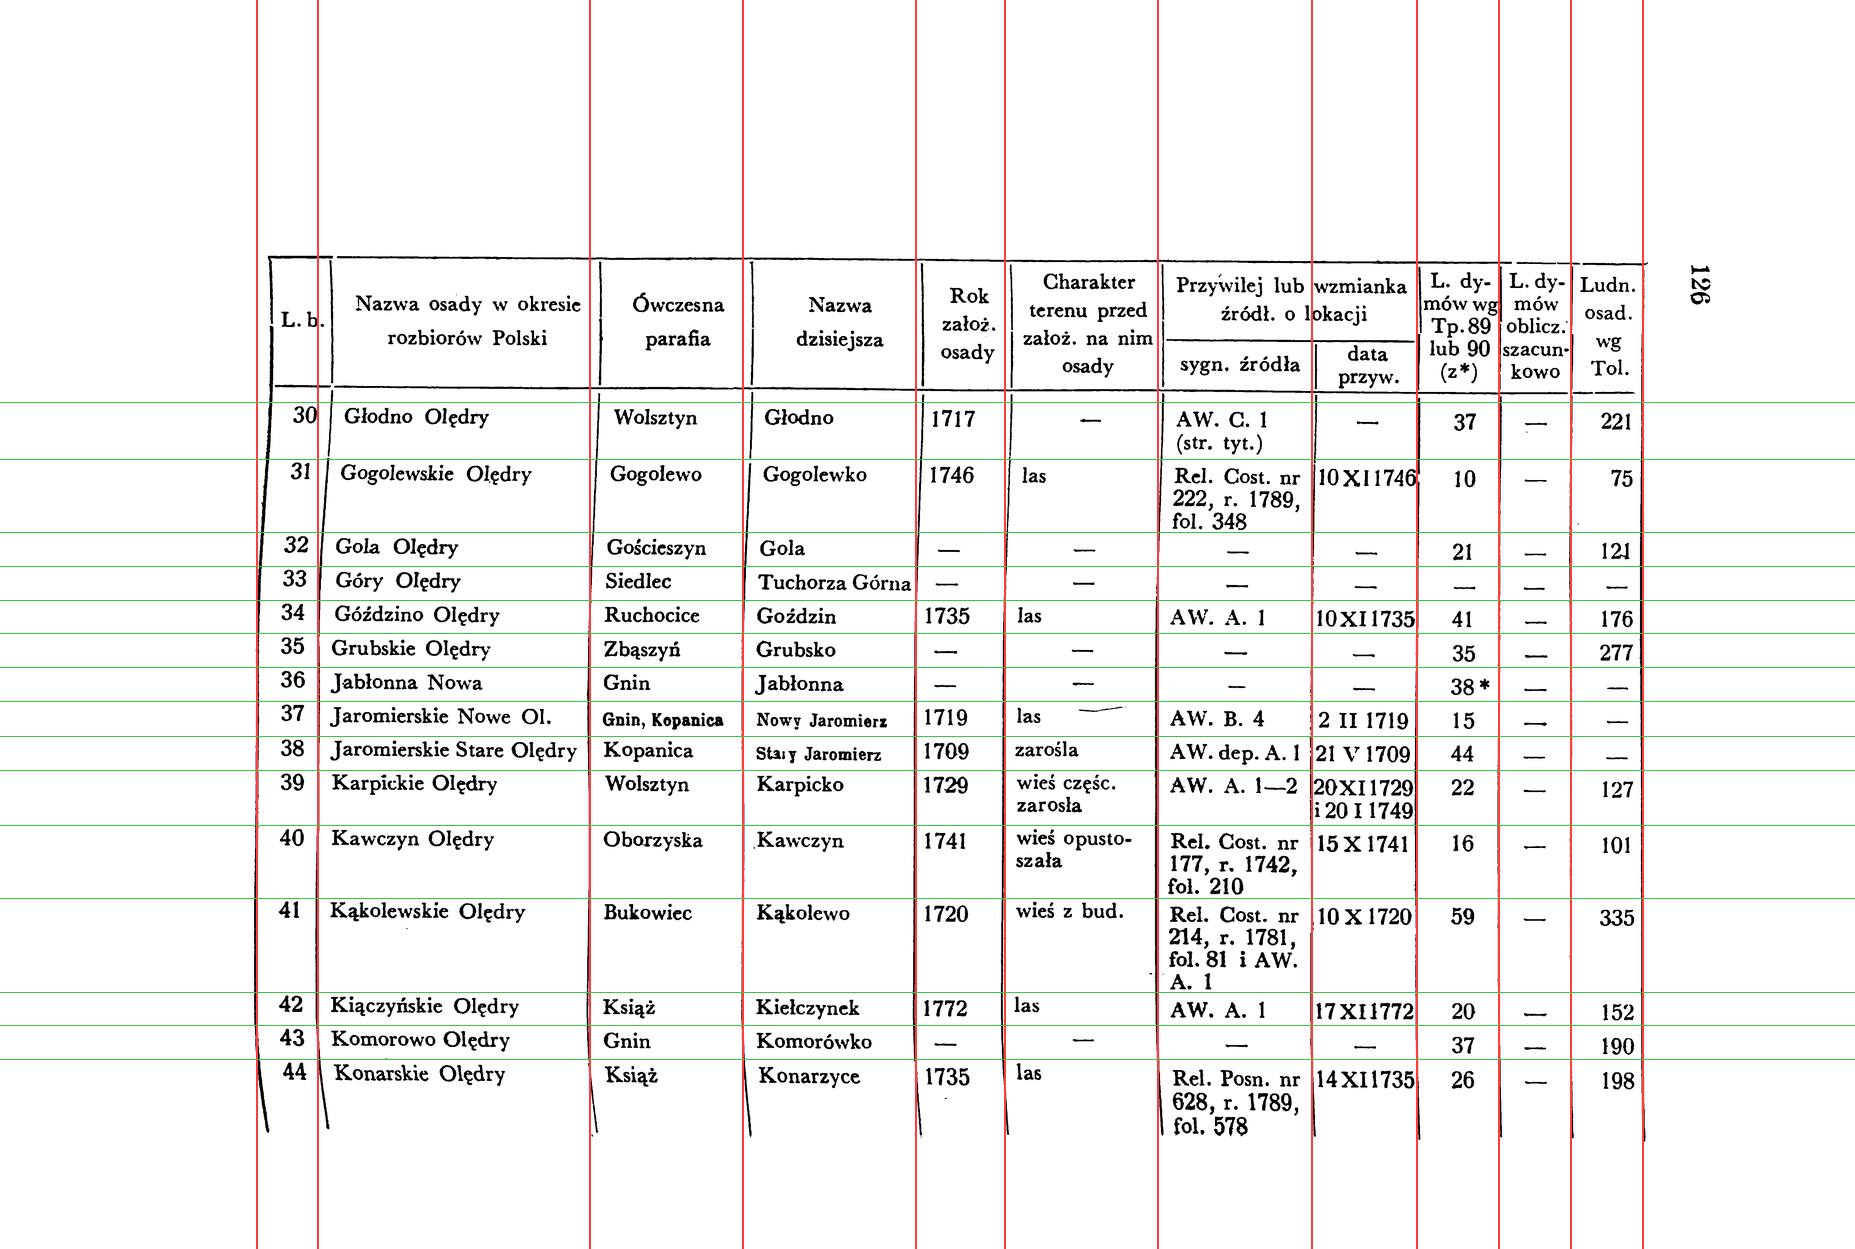 126
L. b. | Nazwa osady w okresie rozbiorów Polski | Ówczesna parafia | Nazwa dzisiejsza | Rok założ. osady | Charakter terenu przed założ. na nim osady | Przywilej lub wzmianka źródł. o lokacji: sygn. źródła | data przyw. | L. dy-mów wg Tp. 89 lub 90 (z*) | L. dy-mów oblicz. szacun-kowo | Ludn. osad. wg Tol.
30 | Głodno Olędry | Wolsztyn | Głodno | 1717 | — | AW. C. 1 (str. tyt.) | — | 37 | — | 221
31 | Gogolewskie Olędry | Gogolewo | Gogolewko | 1746 | las | Rel. Cost. nr 222, r. 1789, fol. 348 | 10 XI 1746 | 10 | — | 75
32 | Gola Olędry | Gościeszyn | Gola | — | — | — | — | 21 | — | 121
33 | Góry Olędry | Siedlec | Tuchorza Górna | — | — | — | — | — | — | —
34 | Góździno Olędry | Ruchocice | Goździn | 1735 | las | AW. A. 1 | 10 XI 1735 | 41 | — | 176
35 | Grubskie Olędry | Zbąszyń | Grubsko | — | — | — | — | 35 | — | 277
36 | Jabłonna Nowa | Gnin | Jabłonna | — | — | — | — | 38* | — | —
37 | Jaromierskie Nowe Ol. | Gnin, Kopanica | Nowy Jaromierz | 1719 | las | AW. B. 4 | 2 II 1719 | 15 | — | —
38 | Jaromierskie Stare Olędry | Kopanica | Stary Jaromierz | 1709 | zarośla | AW. dep. A. 1 | 21 V 1709 | 44 | — | —
39 | Karpickie Olędry | Wolsztyn | Karpicko | 1729 | wieś częśc. zarosła | AW. A. 1—2 | 20 XI 1729 i 20 I 1749 | 22 | — | 127
40 | Kawczyn Olędry | Oborzyska | Kawczyn | 1741 | wieś opusto-szała | Rel. Cost. nr 177, r. 1742, fol. 210 | 15 X 1741 | 16 | — | 101
41 | Kąkolewskie Olędry | Bukowiec | Kąkolewo | 1720 | wieś z bud. | Rel. Cost. nr 214, r. 1781, fol. 81 i AW. A. 1 | 10 X 1720 | 59 | — | 335
42 | Kiączyńskie Olędry | Książ | Kiełczynek | 1772 | las | AW. A. 1 | 17 XI 1772 | 20 | — | 152
43 | Komorowo Olędry | Gnin | Komorówko | — | — | — | — | 37 | — | 190
44 | Konarskie Olędry | Książ | Konarzyce | 1735 | las | Rel. Posn. nr 628, r. 1789, fol. 578 | 14 XI 1735 | 26 | — | 198